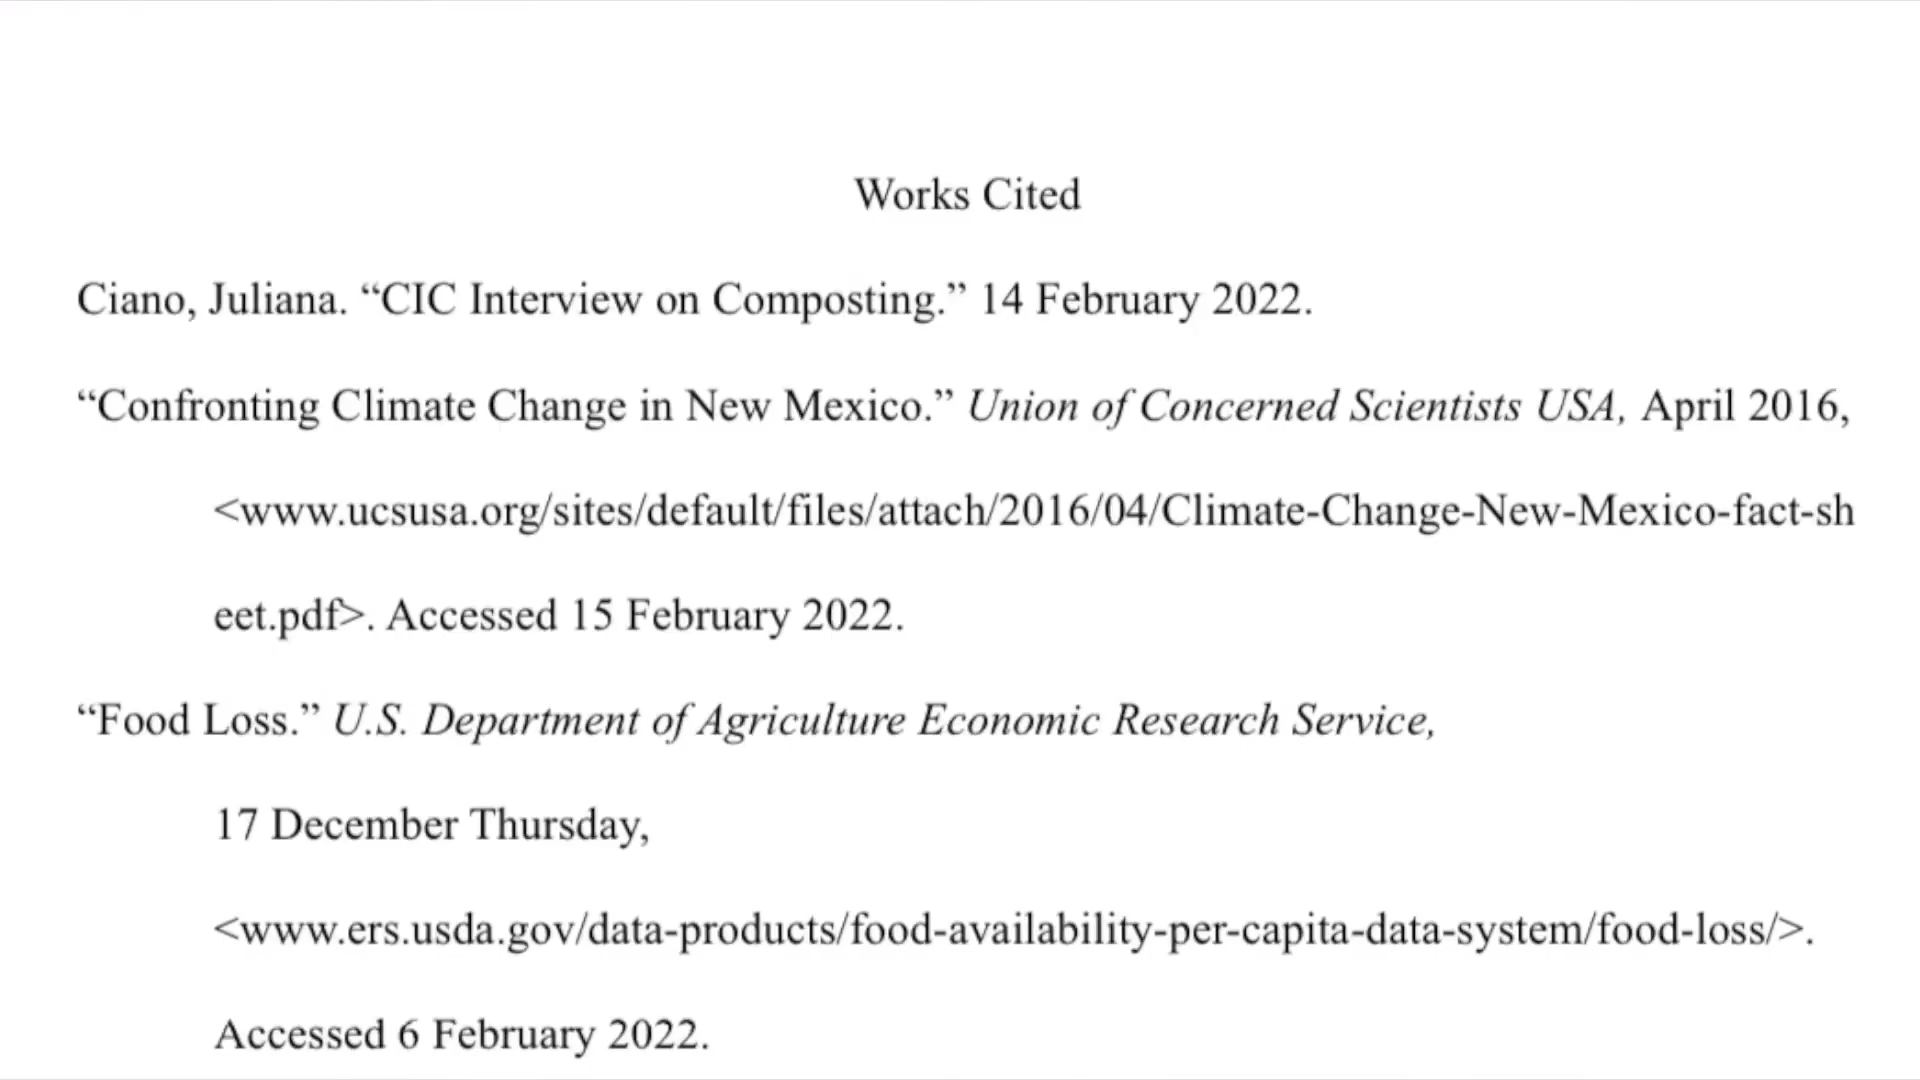 Works Cited
Ciano, Juliana. “CIC Interview on Composting.” 14 February 2022.
“Confronting Climate Change in New Mexico.” Union of Concerned Scientists USA, April 2016,
<www.ucsusa.org/sites/default/files/attach/2016/04/Climate-Change-New-Mexico-fact-sh
eet.pdf>. Accessed 15 February 2022.
“Food Loss.” U.S. Department of Agriculture Economic Research Service,
17 December Thursday,
<www.ers.usda.gov/data-products/food-availability-per-capita-data-system/food-loss/>.
Accessed 6 February 2022.